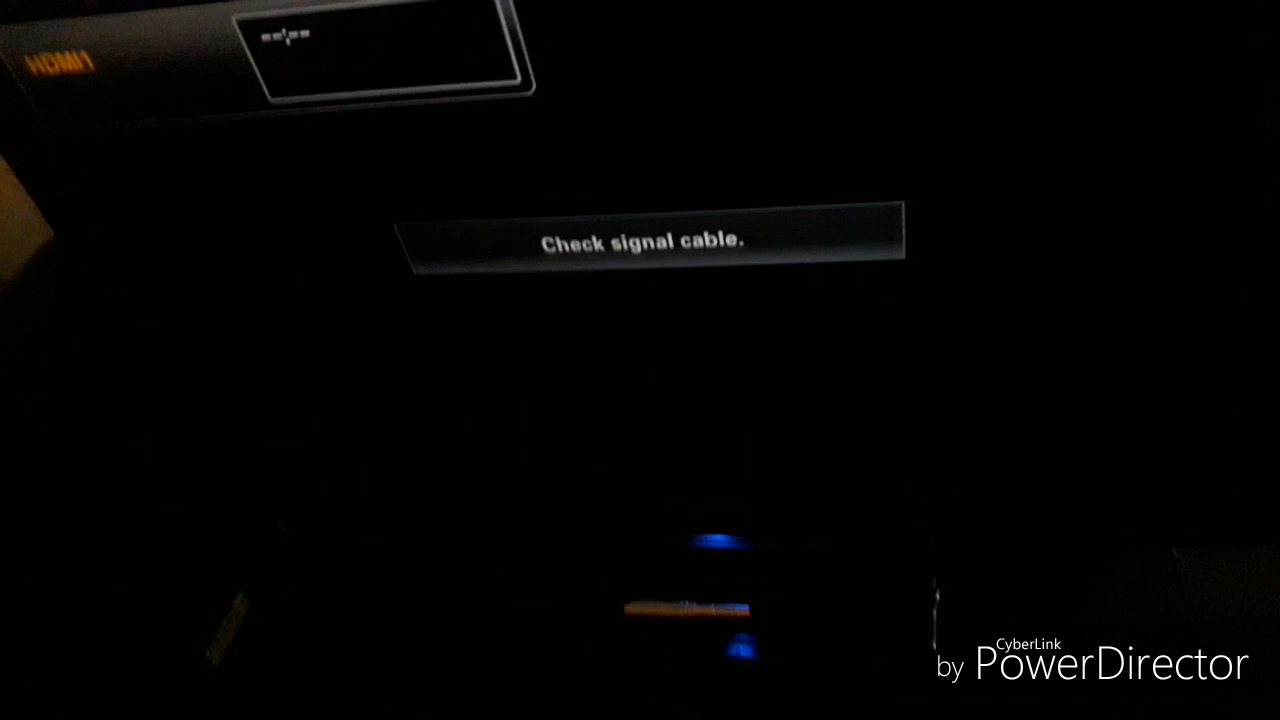 HDMI1
--:--
Check signal cable.
CyberLink
by PowerDirector